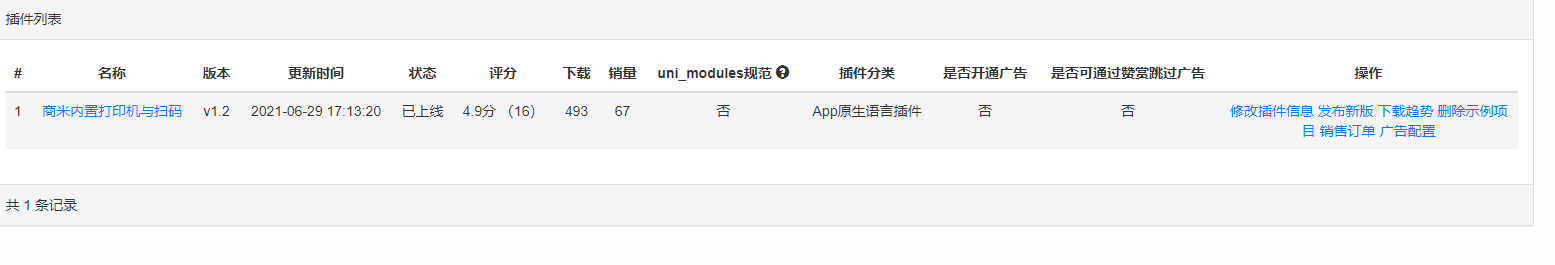 插件列表
# 名称 版本 更新时间 状态 评分 下载 销量 uni_modules规范 ? 插件分类 是否开通广告 是否可通过赞赏跳过广告 操作
1 商米内置打印机与扫码 v1.2 2021-06-29 17:13:20 已上线 4.9分 （16） 493 67 否 App原生语言插件 否 否 修改插件信息 发布新版 下载趋势 删除示例项
目 销售订单 广告配置
共 1 条记录